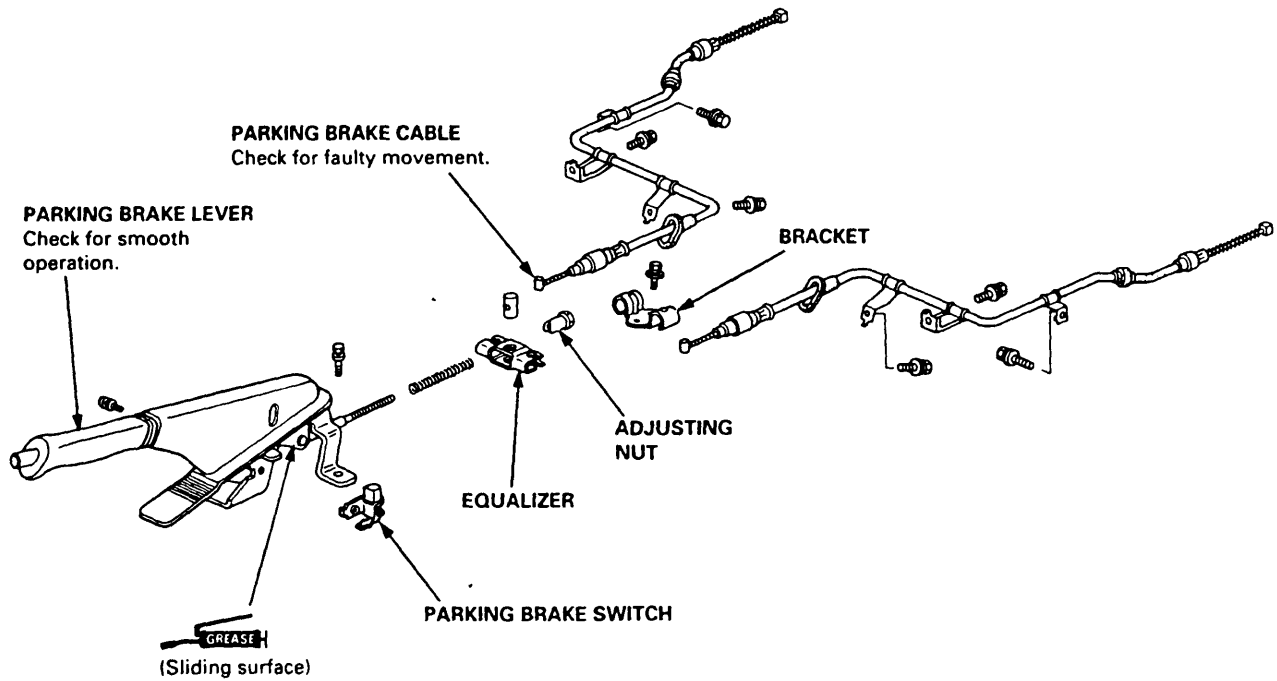 PARKING BRAKE CABLE
Check for faulty movement.
PARKING BRAKE LEVER
Check for smooth
operation.
BRACKET
ADJUSTING
NUT
EQUALIZER
PARKING BRAKE SWITCH
GREASE
(Sliding surface)